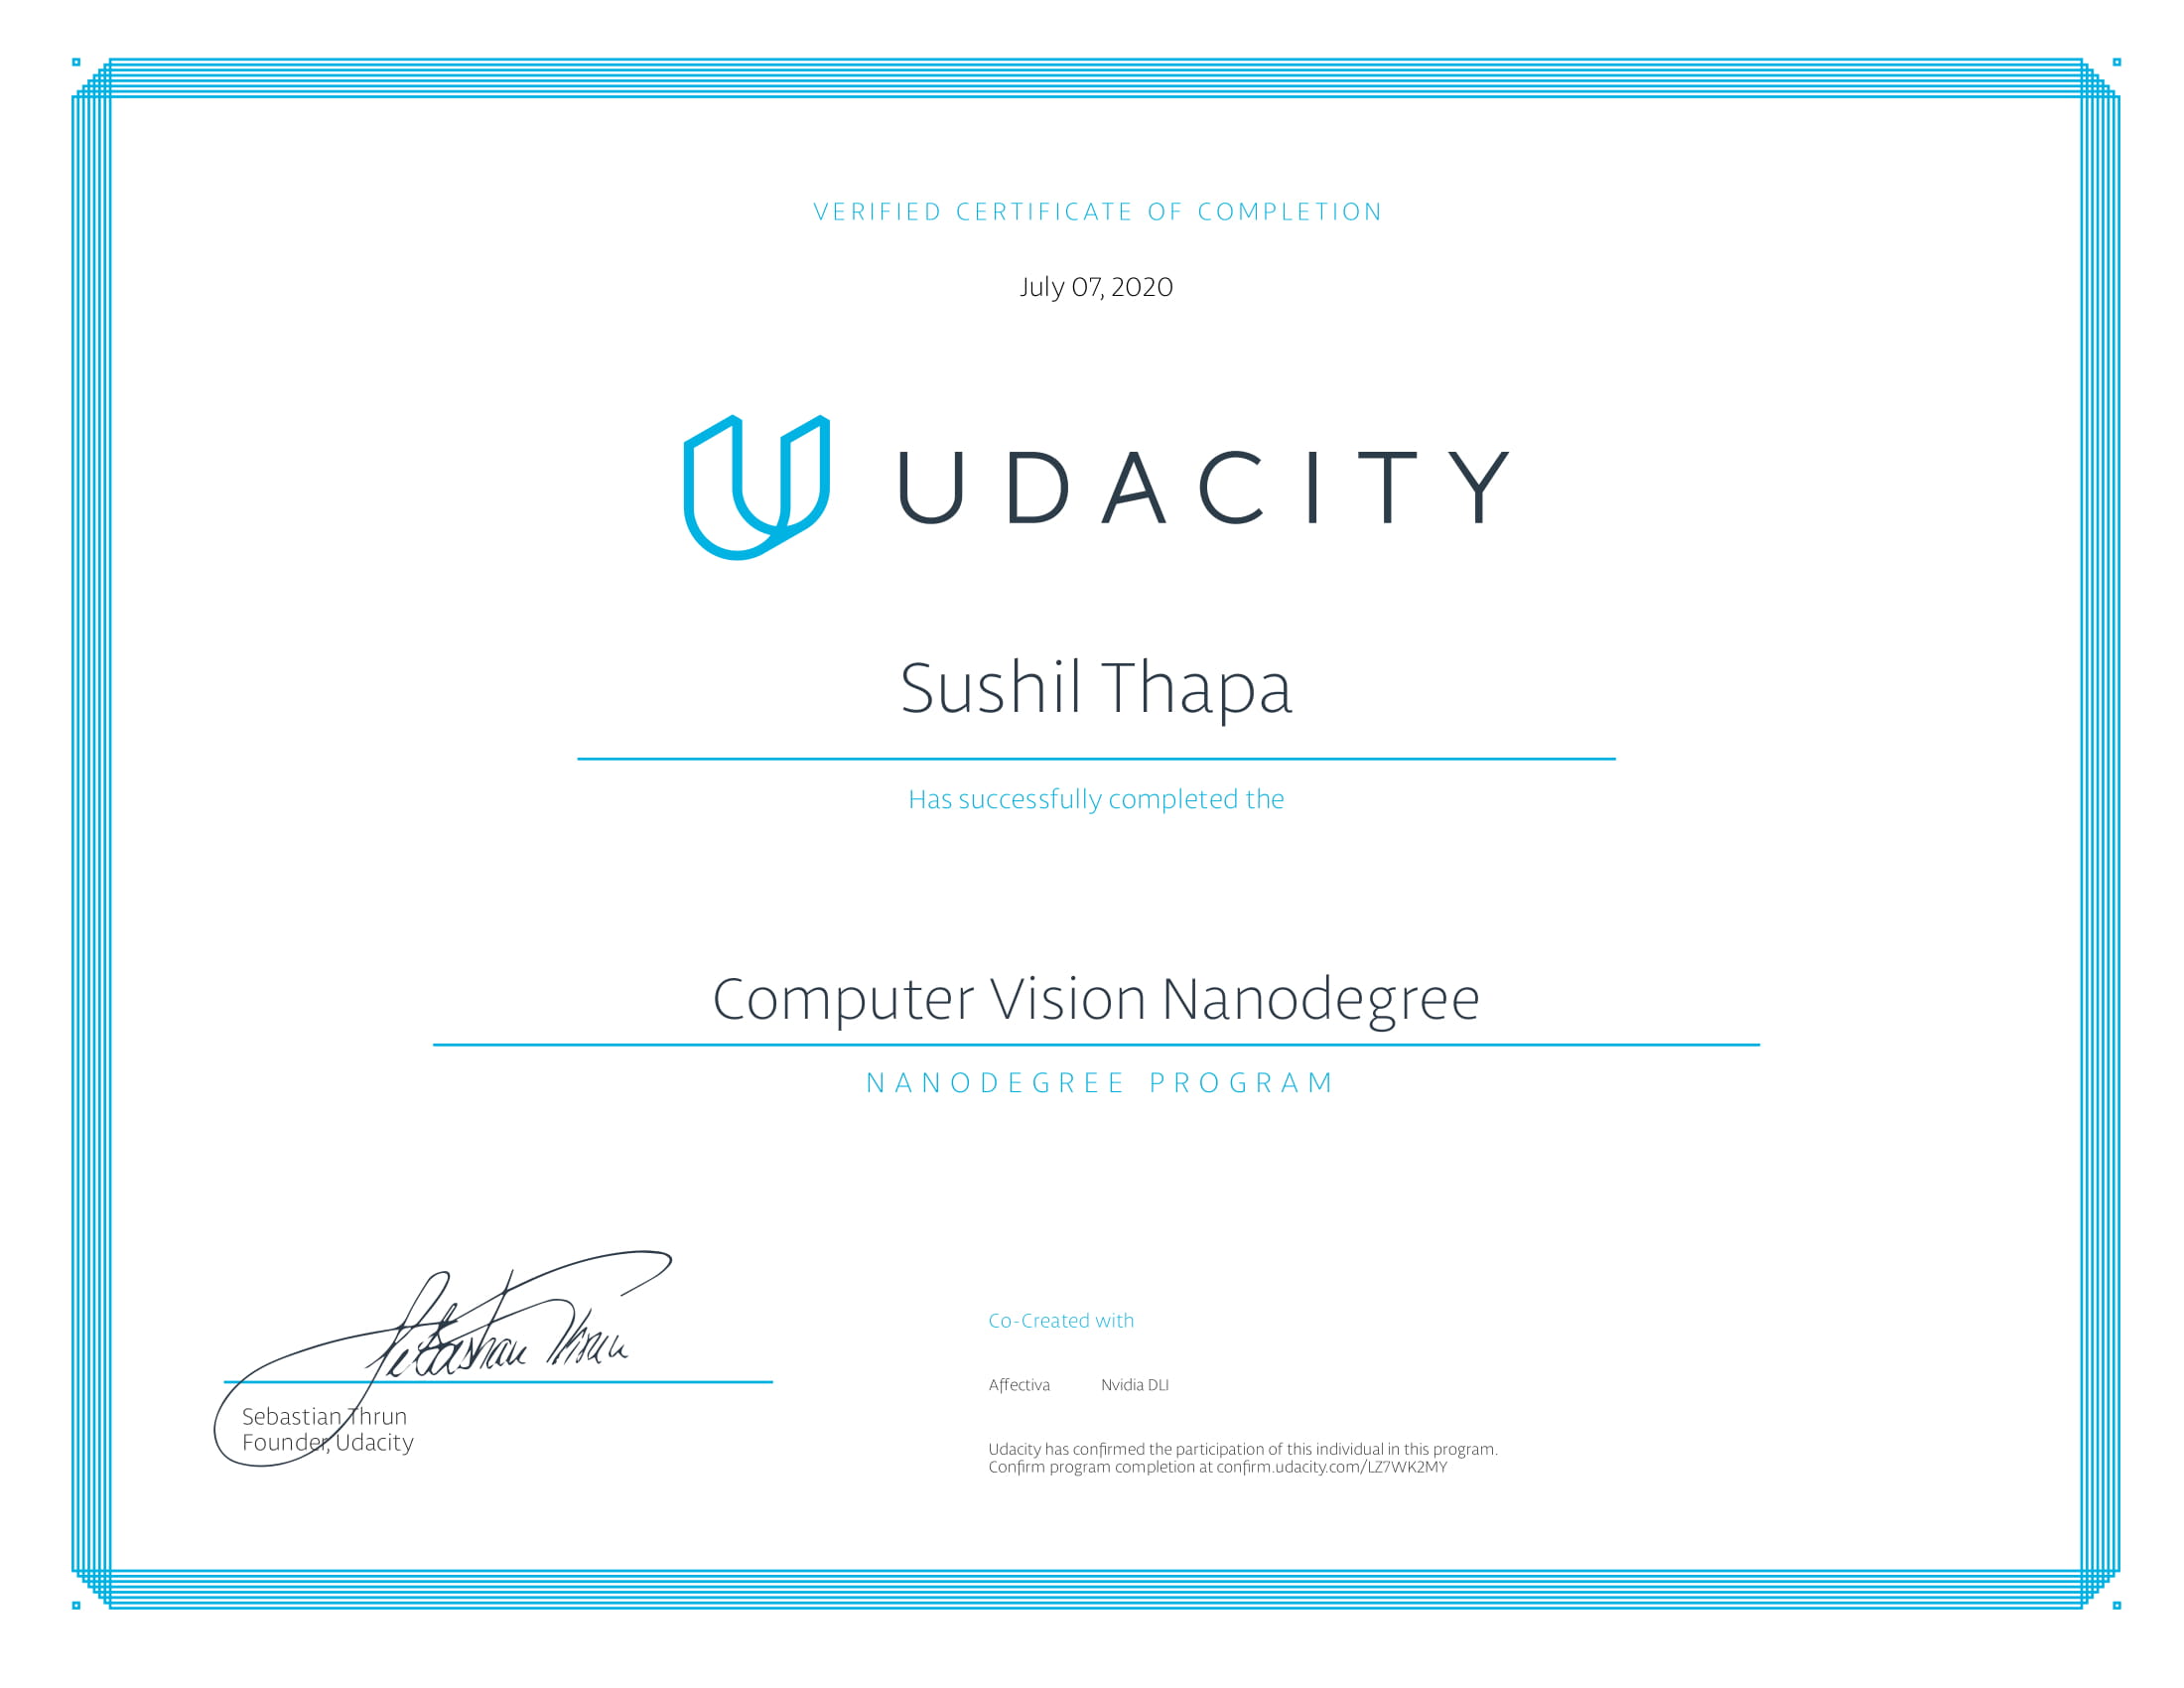 VERIFIED CERTIFICATE OF COMPLETION
July 07, 2020
UDACITY
Sushil Thapa
Has successfully completed the
Computer Vision Nanodegree
NANODEGREE PROGRAM
Sebastian Thrun
Sebastian Thrun
Founder, Udacity
Co-Created with
Affectiva Nvidia DLI
Udacity has confirmed the participation of this individual in this program.
Confirm program completion at confirm.udacity.com/LZ7WK2MY